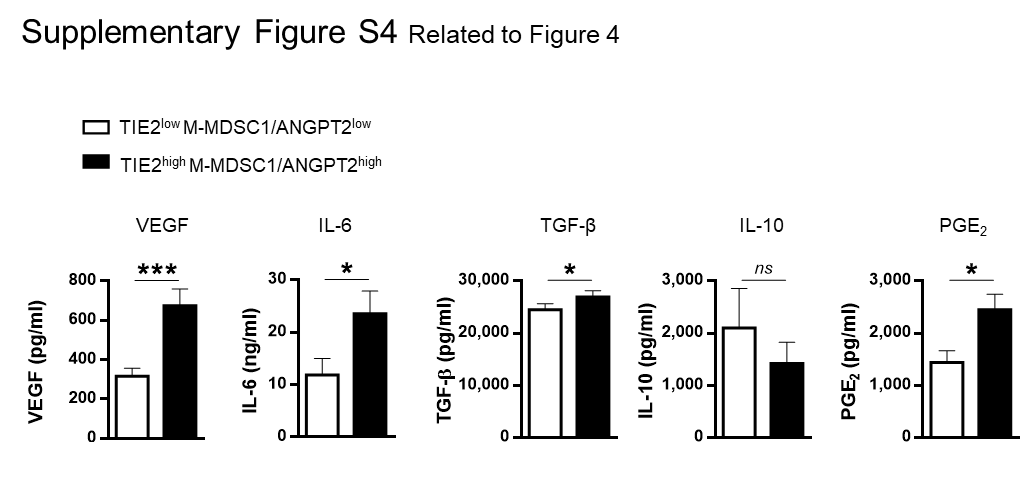 Supplementary Figure S4 Related to Figure 4
TIE2low M-MDSC1/ANGPT2low
TIE2high M-MDSC1/ANGPT2high
VEGF
***
VEGF (pg/ml)
800
600
400
200
0
IL-6
*
IL-6 (ng/ml)
30
20
10
0
TGF-β
*
TGF-β (pg/ml)
30,000
20,000
10,000
0
IL-10
ns
IL-10 (pg/ml)
3,000
2,000
1,000
0
PGE2
*
PGE2 (pg/ml)
3,000
2,000
1,000
0